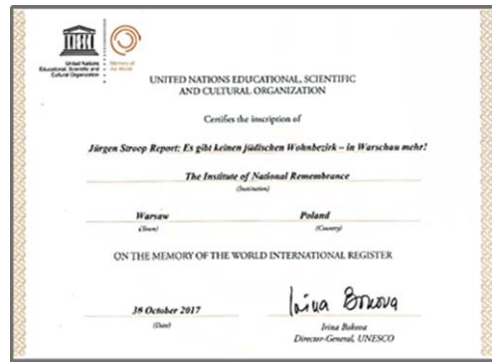 United Nations
Educational, Scientific and
Cultural Organization
Memory of
the World
UNITED NATIONS EDUCATIONAL, SCIENTIFIC
AND CULTURAL ORGANIZATION
Certifies the inscription of
Jürgen Stroop Report: Es gibt keinen jüdischen Wohnbezirk – in Warschau mehr!
The Institute of National Remembrance
(Institution)
Warsaw Poland
(Town) (Country)
ON THE MEMORY OF THE WORLD INTERNATIONAL REGISTER
Irina Bokova
30 October 2017
(Date)
Irina Bokova
Director-General, UNESCO